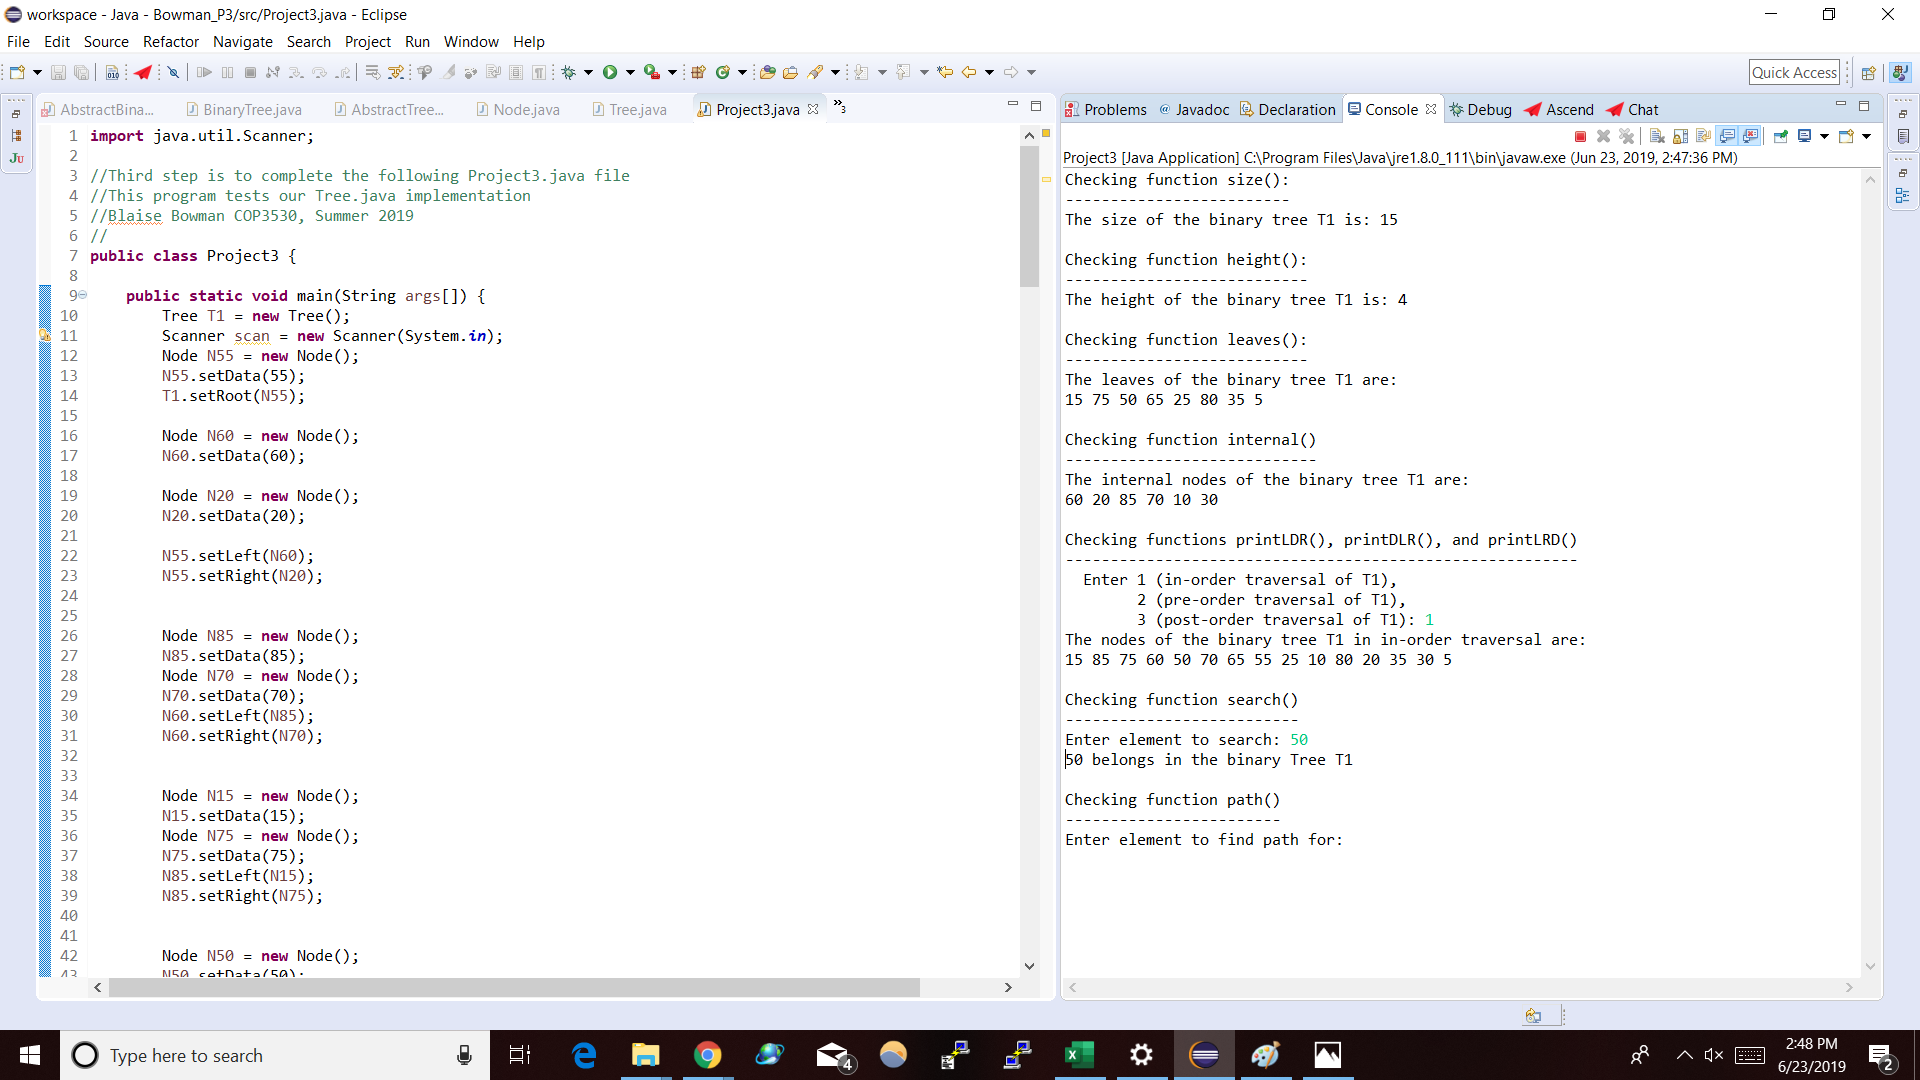 workspace - Java - Bowman_P3/src/Project3.java - Eclipse
File Edit Source Refactor Navigate Search Project Run Window Help
Quick Access
AbstractBina... BinaryTree.java AbstractTree... Node.java Tree.java Project3.java »3
1 import java.util.Scanner;
2
3 //Third step is to complete the following Project3.java file
4 //This program tests our Tree.java implementation
5 //Blaise Bowman COP3530, Summer 2019
6 //
7 public class Project3 {
8
9 public static void main(String args[]) {
10 Tree T1 = new Tree();
11 Scanner scan = new Scanner(System.in);
12 Node N55 = new Node();
13 N55.setData(55);
14 T1.setRoot(N55);
15
16 Node N60 = new Node();
17 N60.setData(60);
18
19 Node N20 = new Node();
20 N20.setData(20);
21
22 N55.setLeft(N60);
23 N55.setRight(N20);
24
25
26 Node N85 = new Node();
27 N85.setData(85);
28 Node N70 = new Node();
29 N70.setData(70);
30 N60.setLeft(N85);
31 N60.setRight(N70);
32
33
34 Node N15 = new Node();
35 N15.setData(15);
36 Node N75 = new Node();
37 N75.setData(75);
38 N85.setLeft(N15);
39 N85.setRight(N75);
40
41
42 Node N50 = new Node();
43 N50.setData(50);
Problems Javadoc Declaration Console Debug Ascend Chat
Project3 [Java Application] C:\Program Files\Java\jre1.8.0_111\bin\javaw.exe (Jun 23, 2019, 2:47:36 PM)
Checking function size():
-------------------------
The size of the binary tree T1 is: 15
Checking function height():
---------------------------
The height of the binary tree T1 is: 4
Checking function leaves():
---------------------------
The leaves of the binary tree T1 are:
15 75 50 65 25 80 35 5
Checking function internal()
----------------------------
The internal nodes of the binary tree T1 are:
60 20 85 70 10 30
Checking functions printLDR(), printDLR(), and printLRD()
---------------------------------------------------------
Enter 1 (in-order traversal of T1),
2 (pre-order traversal of T1),
3 (post-order traversal of T1): 1
The nodes of the binary tree T1 in in-order traversal are:
15 85 75 60 50 70 65 55 25 10 80 20 35 30 5
Checking function search()
--------------------------
Enter element to search: 50
50 belongs in the binary Tree T1
Checking function path()
------------------------
Enter element to find path for:
Type here to search
4
2:48 PM
6/23/2019
2